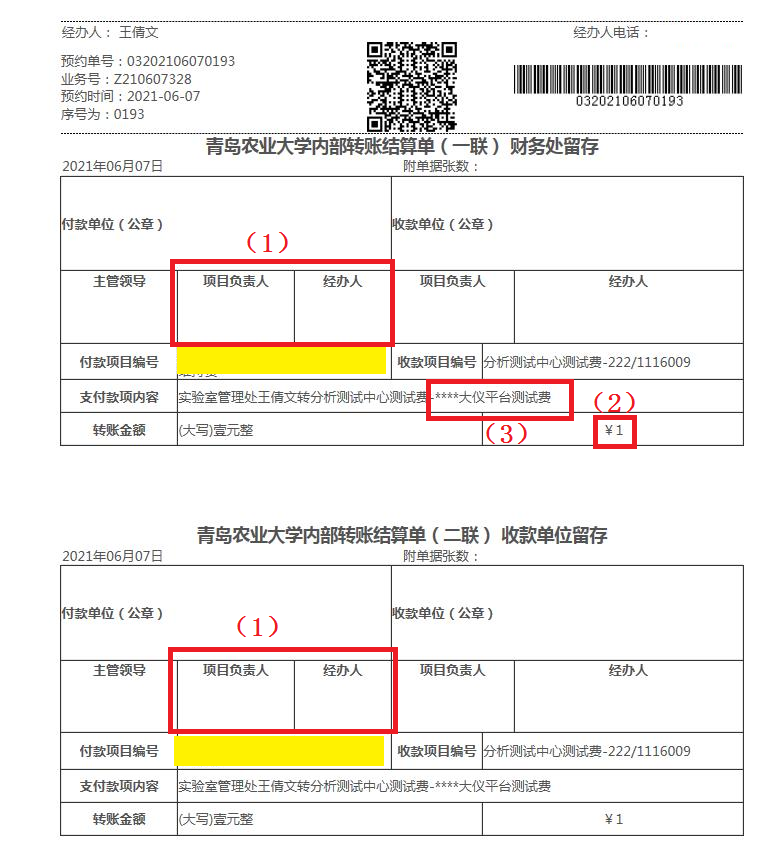 经办人： 王倩文 经办人电话：
预约单号：03202106070193
业务号：Z210607328
预约时间：2021-06-07
序号为：0193
03202106070193
青岛农业大学内部转账结算单（一联） 财务处留存
2021年06月07日 附单据张数：
付款单位（公章） 收款单位（公章）
（1）
主管领导 项目负责人 经办人 项目负责人 经办人
付款项目编号 收款项目编号 分析测试中心测试费-222/1116009
支付款项内容 实验室管理处王倩文转分析测试中心测试费-****大仪平台测试费 （2）
转账金额 (大写)壹元整 （3） ￥1
青岛农业大学内部转账结算单（二联） 收款单位留存
2021年06月07日 附单据张数：
付款单位（公章） 收款单位（公章）
（1）
主管领导 项目负责人 经办人 项目负责人 经办人
付款项目编号 收款项目编号 分析测试中心测试费-222/1116009
支付款项内容 实验室管理处王倩文转分析测试中心测试费-****大仪平台测试费
转账金额 (大写)壹元整 ￥1